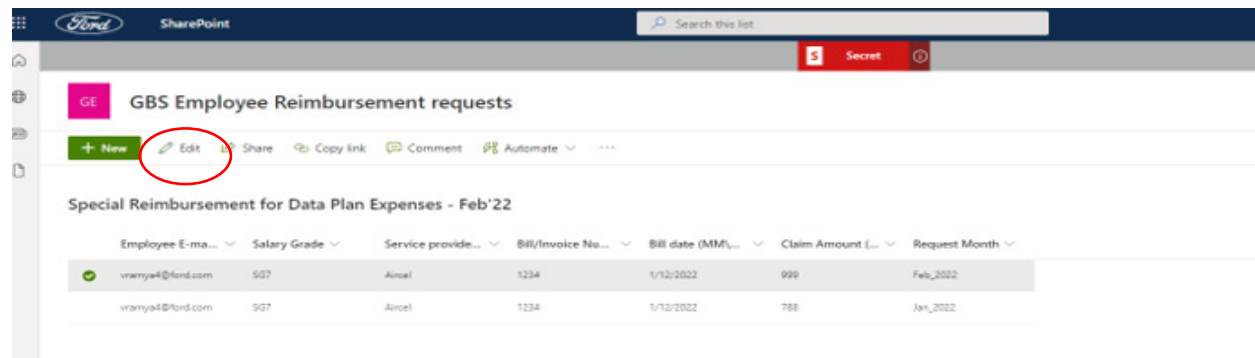 Ford SharePoint Search this list
S Secret
GE GBS Employee Reimbursement requests
+ New Edit Share Copy link Comment Automate ...
Special Reimbursement for Data Plan Expenses - Feb'22
Employee E-ma... Salary Grade Service provide... Bill/Invoice Nu... Bill date (MM\,... Claim Amount (... Request Month
vramya4@ford.com SG7 Aircel 1234 1/12/2022 999 Feb_2022
vramya4@ford.com SG7 Aircel 1234 1/12/2022 788 Jan_2022